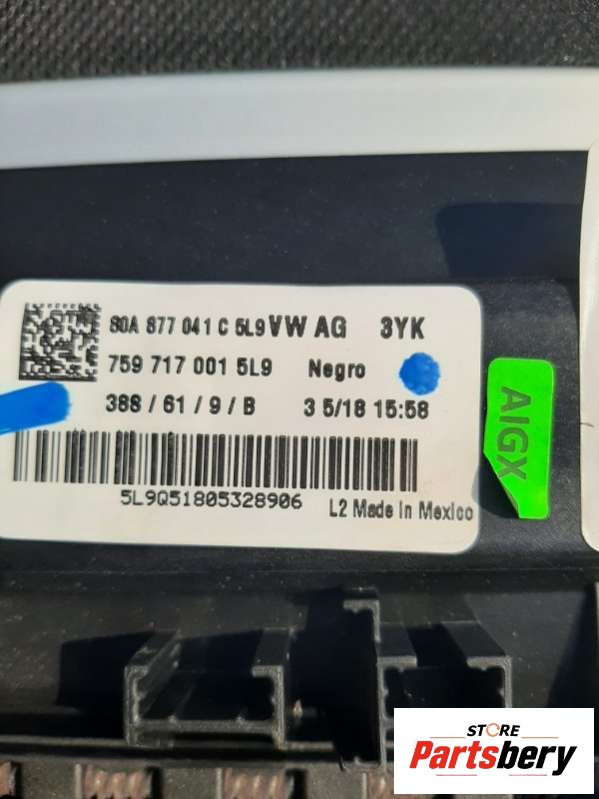 80A 877 041 C 5L9 VW AG 3YK
759 717 001 5L9 Negro
388 / 61 / 9 / B 3 5/18 15:58
5L9Q51805328906 L2 Made in Mexico
AIGX
STORE
Partsbery